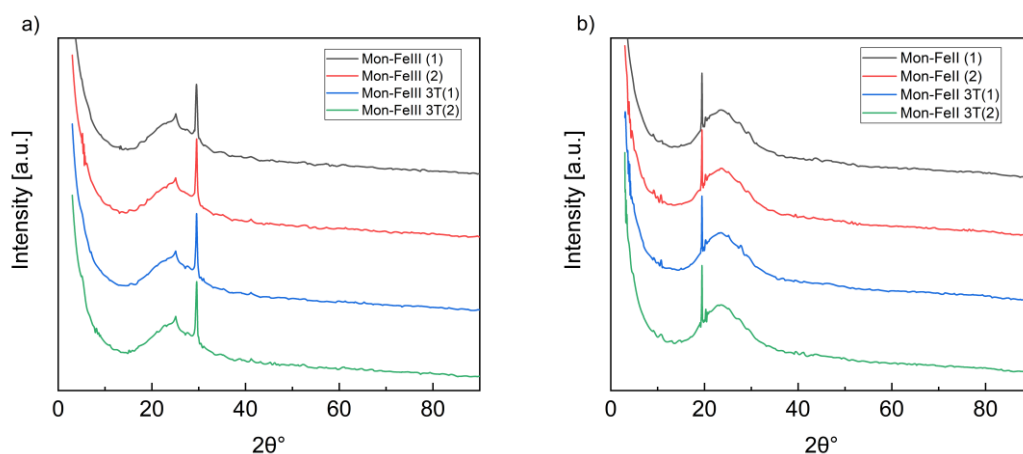 a)
Intensity [a.u.]
Mon-FeIII (1)
Mon-FeIII (2)
Mon-FeIII 3T(1)
Mon-FeIII 3T(2)
0 20 40 60 80
2θ°
b)
Intensity [a.u.]
Mon-FeII (1)
Mon-FeII (2)
Mon-FeII 3T(1)
Mon-FeII 3T(2)
0 20 40 60 80
2θ°